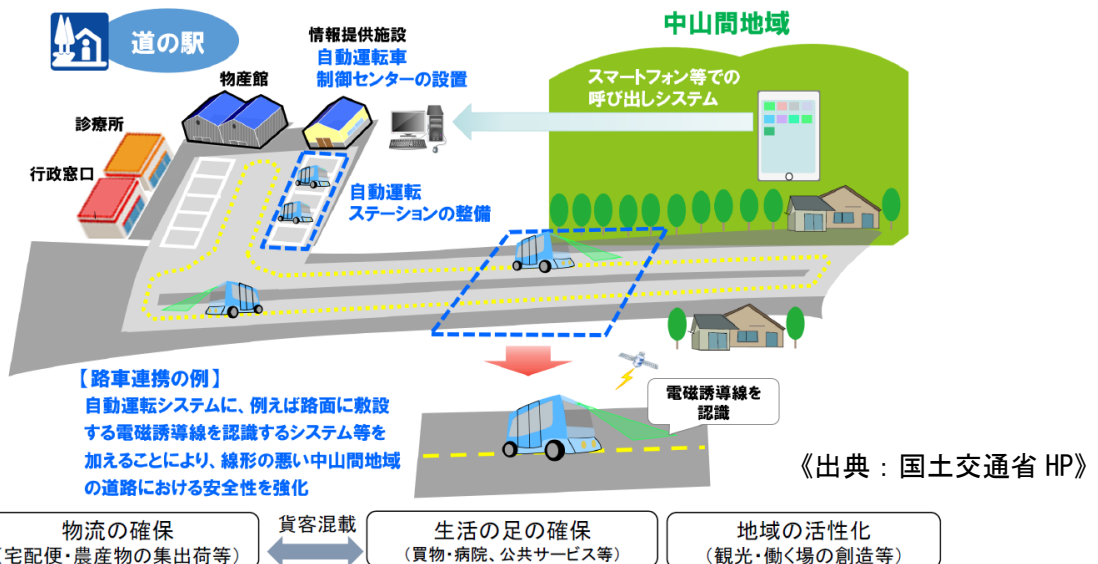 道の駅
情報提供施設
自動運転車
制御センターの設置
物産館
診療所
行政窓口
自動運転
ステーションの整備
中山間地域
スマートフォン等での
呼び出しシステム
【路車連携の例】
自動運転システムに、例えば路面に敷設
する電磁誘導線を認識するシステム等を
加えることにより、線形の悪い中山間地域
の道路における安全性を強化
電磁誘導線を
認識
《出典：国土交通省 HP》
物流の確保
（宅配便・農産物の集出荷等）
貨客混載
生活の足の確保
（買物・病院、公共サービス等）
地域の活性化
（観光・働く場の創造等）